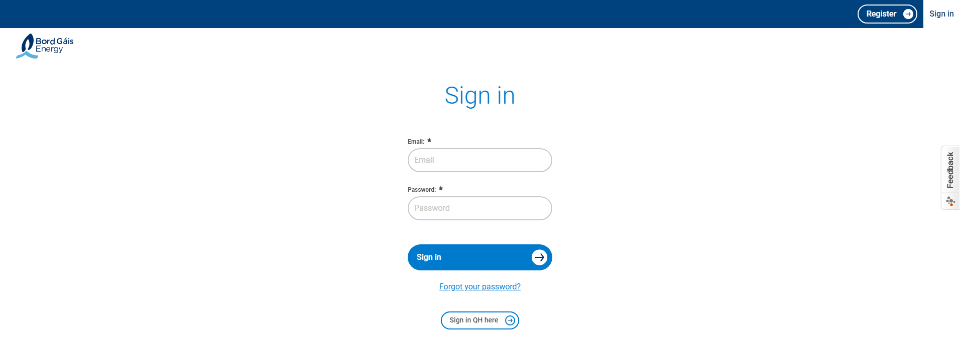 Register
Sign in
Bord Gáis
Energy
Sign in
Email: *
Email
Password: *
Password
Sign in
Forgot your password?
Sign in QH here
Feedback